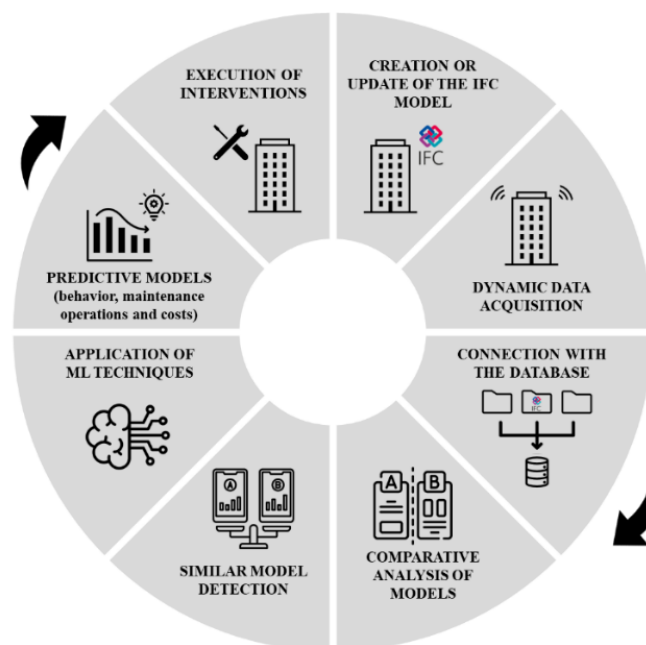 EXECUTION OF
INTERVENTIONS
CREATION OR
UPDATE OF THE IFC
MODEL
IFC
DYNAMIC DATA
ACQUISITION
CONNECTION WITH
THE DATABASE
IFC
A B
COMPARATIVE
ANALYSIS OF
MODELS
A B
SIMILAR MODEL
DETECTION
APPLICATION OF
ML TECHNIQUES
PREDICTIVE MODELS
(behavior, maintenance
operations and costs)